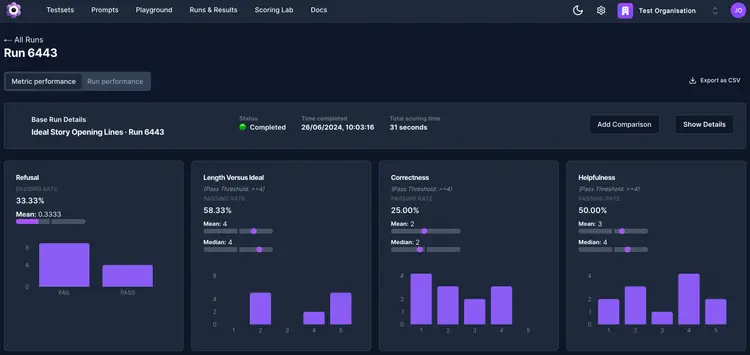 Testsets Prompts Playground Runs & Results Scoring Lab Docs Test Organisation JO
← All Runs
Run 6443
Metric performance Run performance Export as CSV
Base Run Details
Ideal Story Opening Lines · Run 6443
Status
Completed
Time completed
26/06/2024, 10:03:16
Total scoring time
31 seconds
Add Comparison
Show Details
Refusal
PASSING RATE
33.33%
Mean: 0.3333
8
4
0
FAIL PASS
Length Versus Ideal
(Pass Threshold: >=4)
PASSING RATE
58.33%
Mean: 4
Median: 4
8
4
2
0
1 2 3 4 5
Correctness
(Pass Threshold: >=4)
PASSING RATE
25.00%
Mean: 2
Median: 2
4
2
1
0
1 2 3 4 5
Helpfulness
(Pass Threshold: >=4)
PASSING RATE
50.00%
Mean: 3
Median: 4
4
2
1
0
1 2 3 4 5